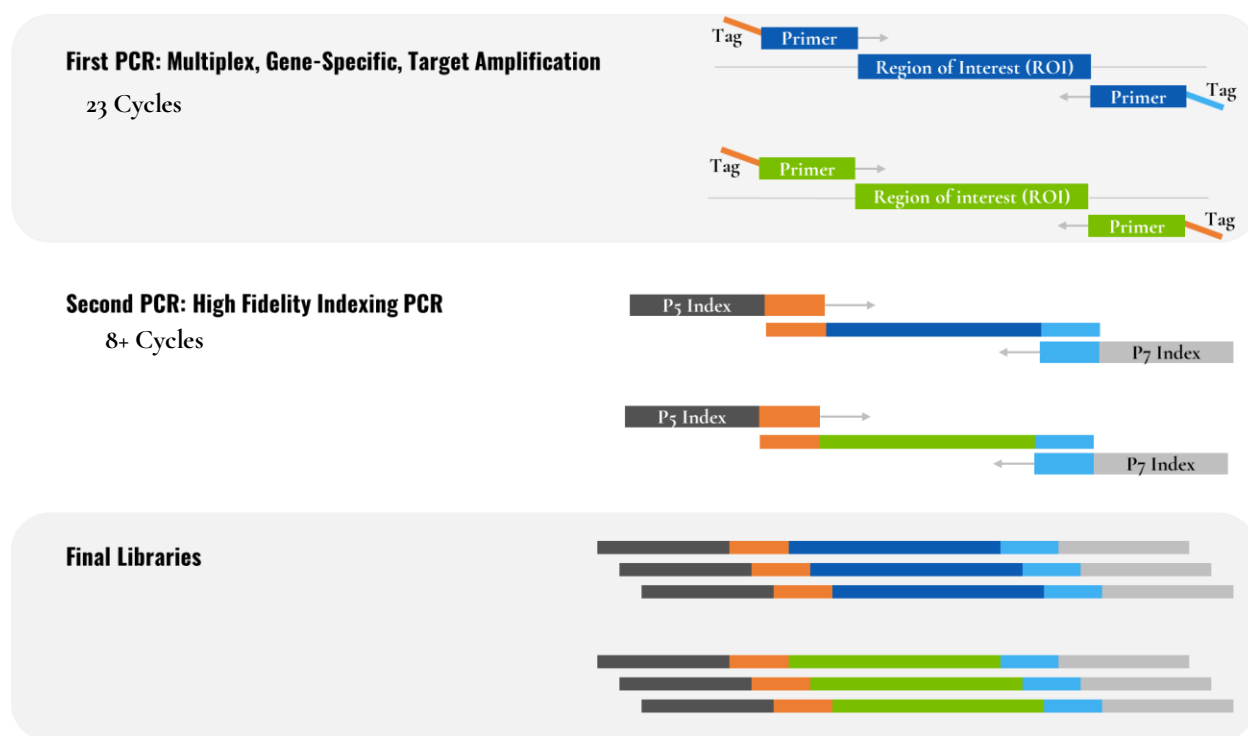 First PCR: Multiplex, Gene-Specific, Target Amplification
23 Cycles
Tag
Primer
Region of Interest (ROI)
Primer
Tag
Tag
Primer
Region of interest (ROI)
Primer
Tag
Second PCR: High Fidelity Indexing PCR
8+ Cycles
P5 Index
P7 Index
P5 Index
P7 Index
Final Libraries